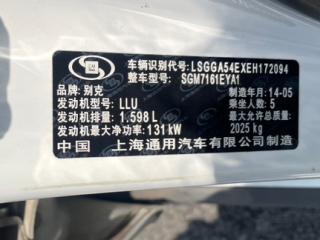 车辆识别代号: LSGGA54EXEH172094
整车型号: SGM7161EYA1
品牌: 别克 制造年月 14-05
发动机型号 LLU 乘坐人数 5
发动机排量 1.598 L 最大允许总质量
发动机最大净功率: 131 kW 2025 kg
中国 上海通用汽车有限公司制造